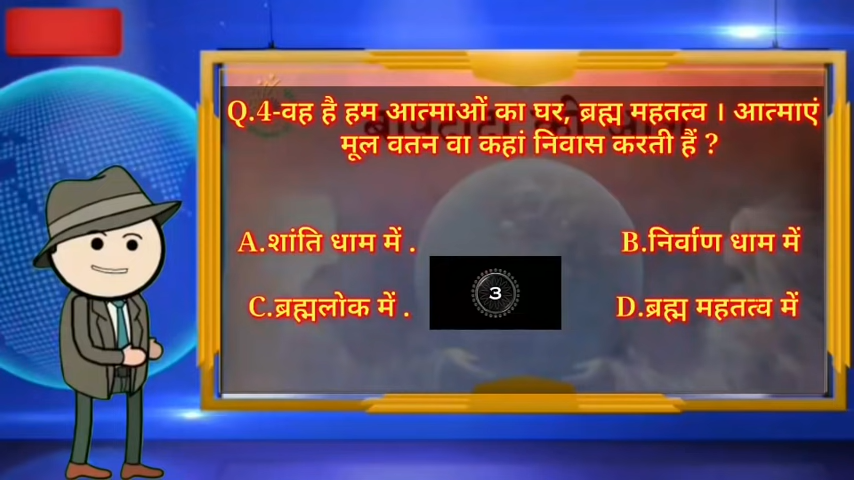 Q.4-वह है हम आत्माओं का घर, ब्रह्म महतत्व । आत्माएं
मूल वतन वा कहां निवास करती हैं ?
A.शांति धाम में .
B.निर्वाण धाम में
C.ब्रह्मलोक में .
3
D.ब्रह्म महतत्व में